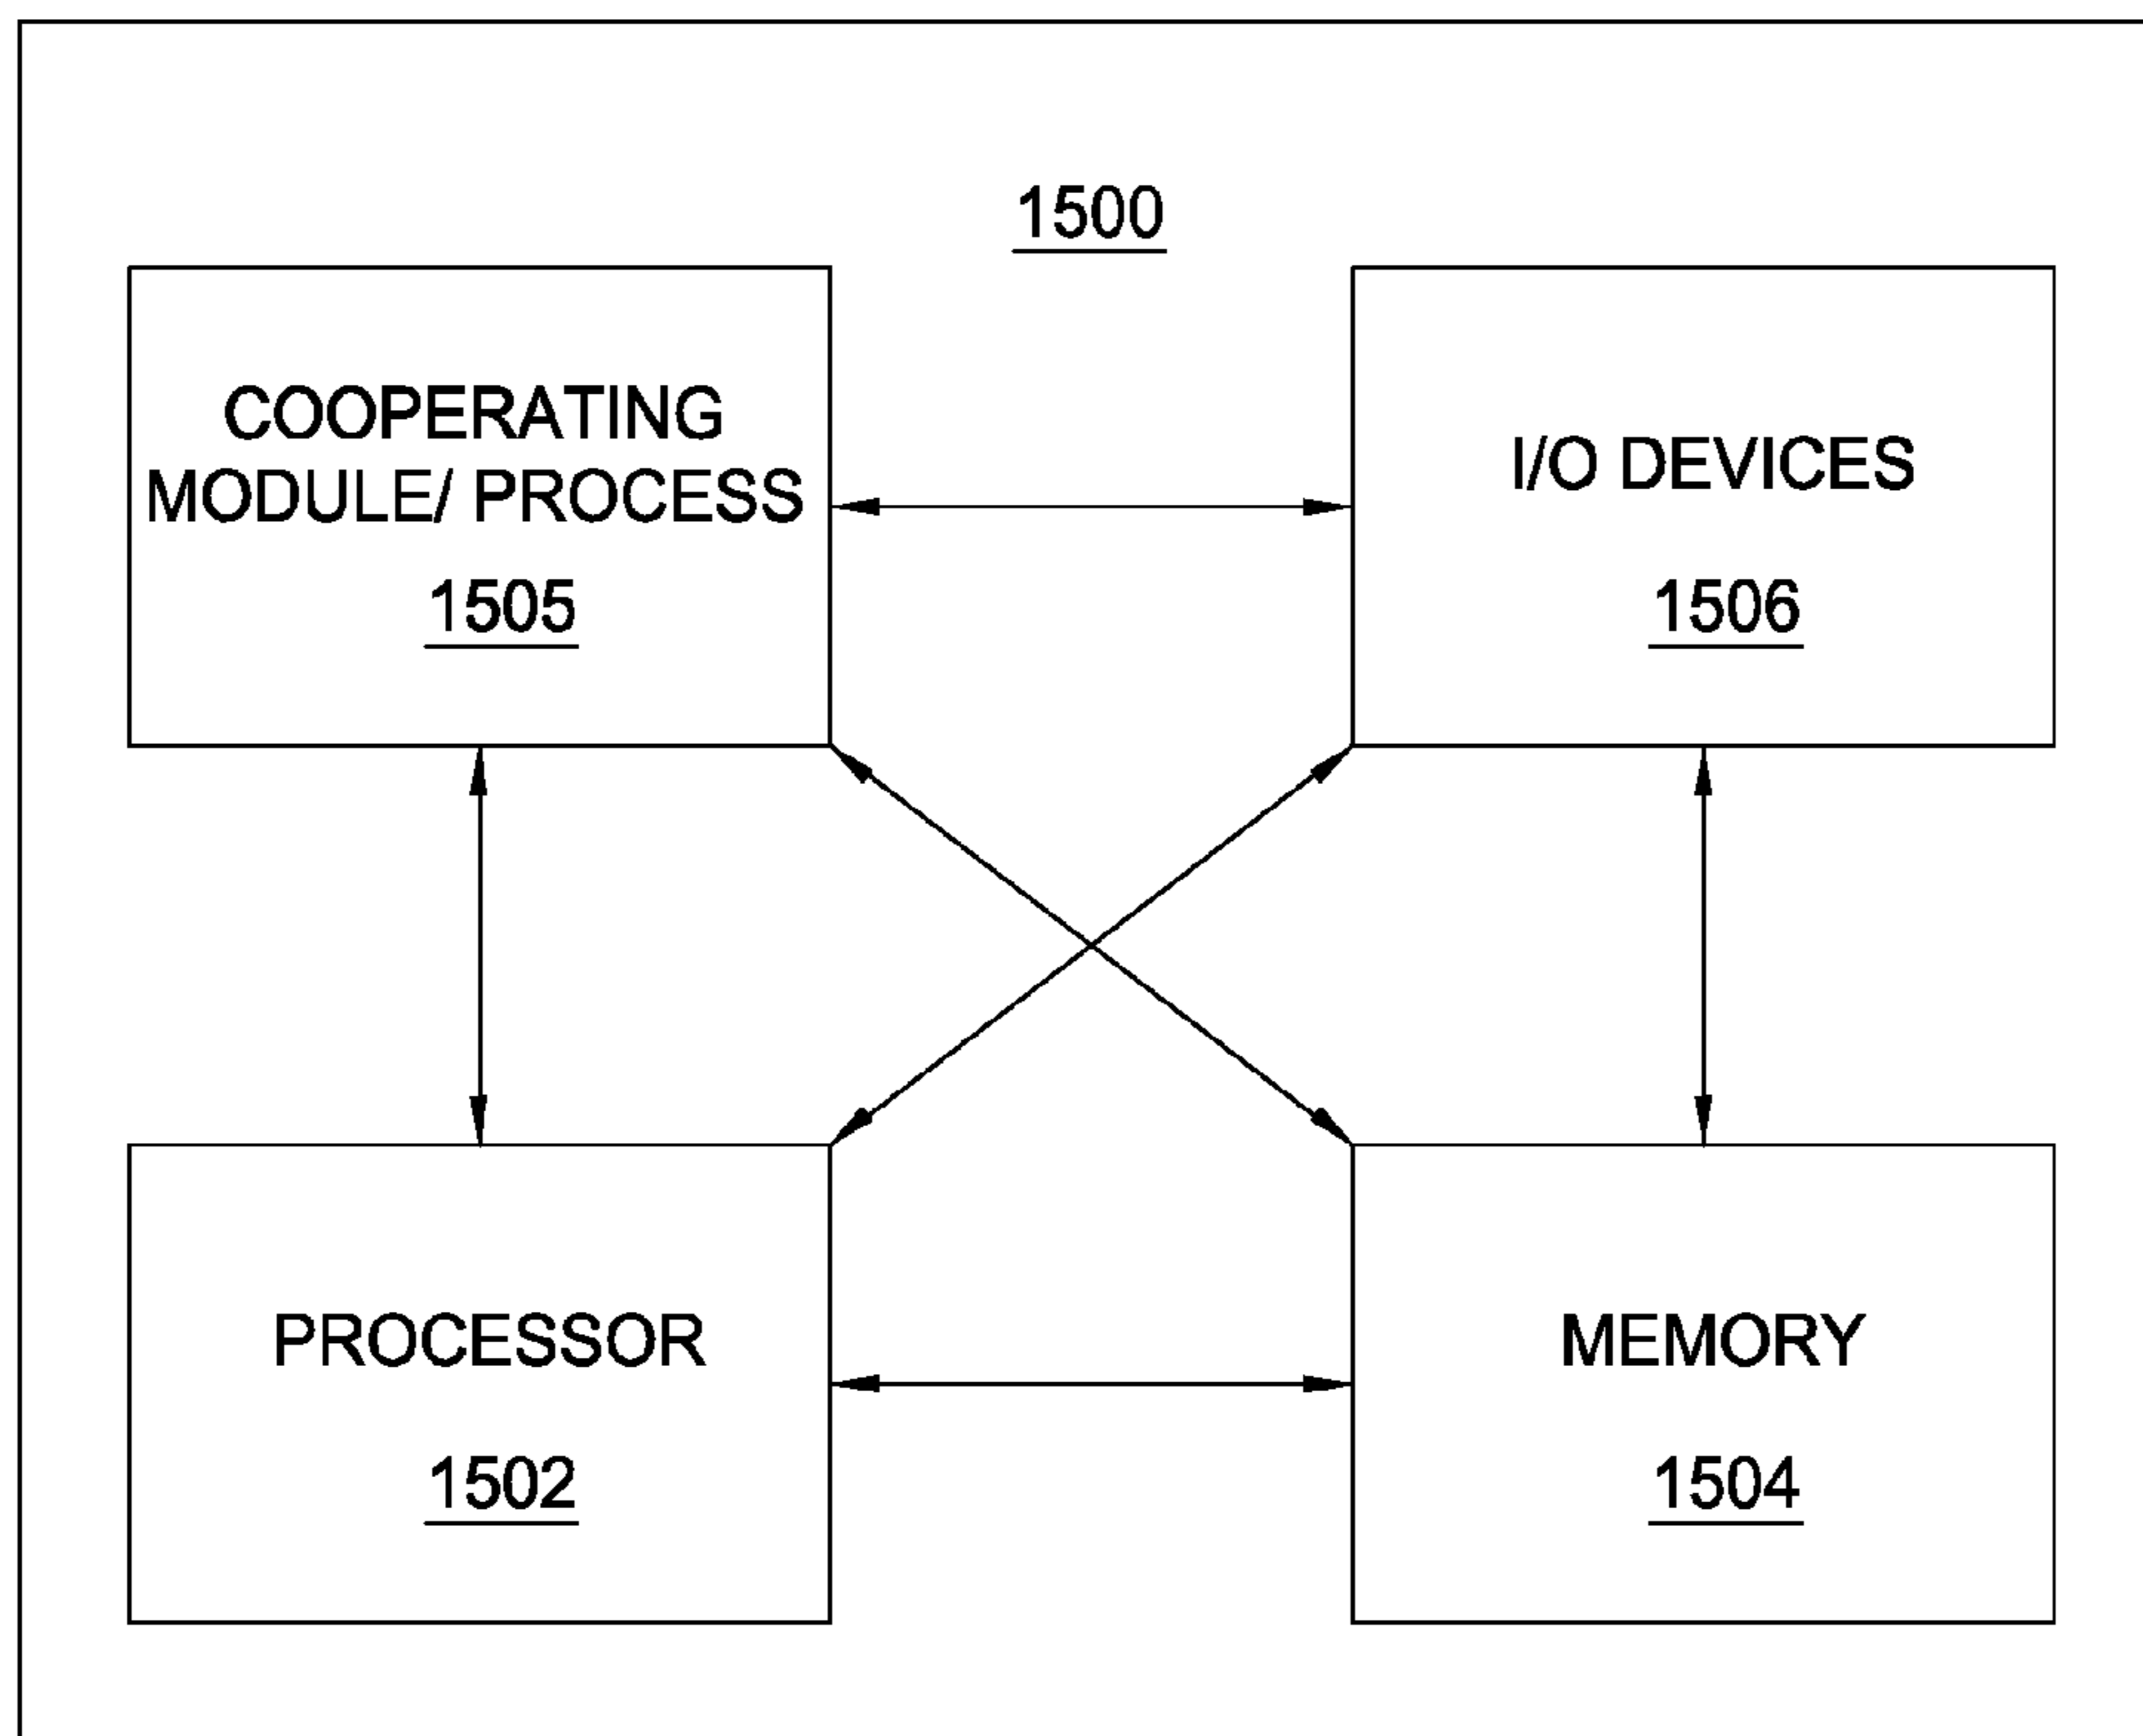 1500
COOPERATING
MODULE/ PROCESS
1505
I/O DEVICES
1506
PROCESSOR
1502
MEMORY
1504